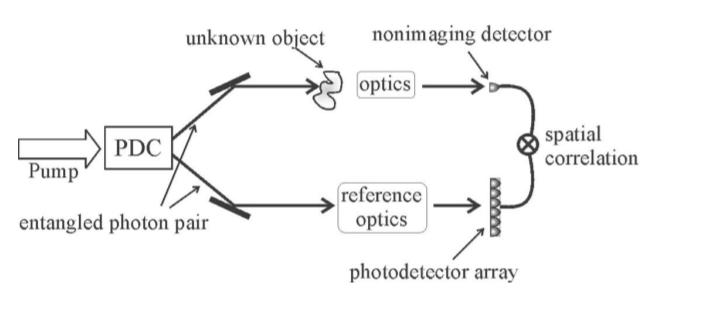 unknown object
nonimaging detector
optics
PDC
Pump
spatial
correlation
entangled photon pair
reference
optics
photodetector array